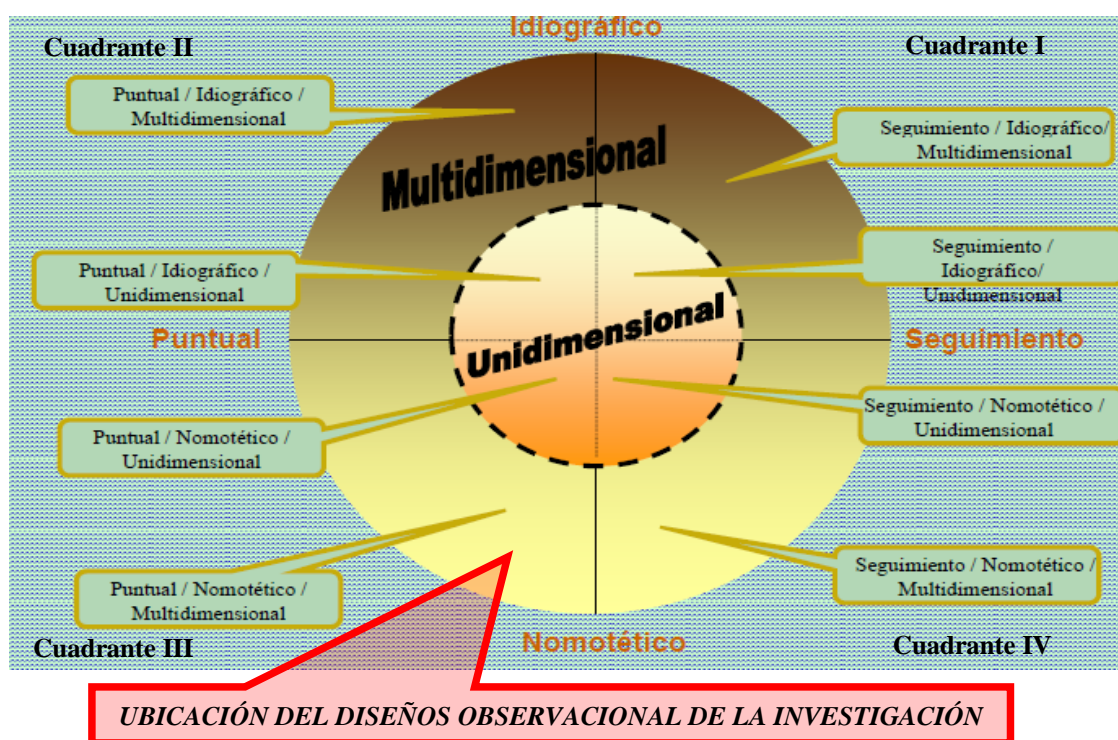 Idiográfico
Cuadrante II
Cuadrante I
Puntual / Idiográfico /
Multidimensional
Seguimiento / Idiográfico/
Multidimensional
Multidimensional
Puntual / Idiográfico /
Unidimensional
Seguimiento /
Idiográfico/
Unidimensional
Puntual
Unidimensional
Seguimiento
Puntual / Nomotético /
Unidimensional
Seguimiento / Nomotético /
Unidimensional
Puntual / Nomotético /
Multidimensional
Seguimiento / Nomotético /
Multidimensional
Nomotético
Cuadrante III
Cuadrante IV
UBICACIÓN DEL DISEÑOS OBSERVACIONAL DE LA INVESTIGACIÓN